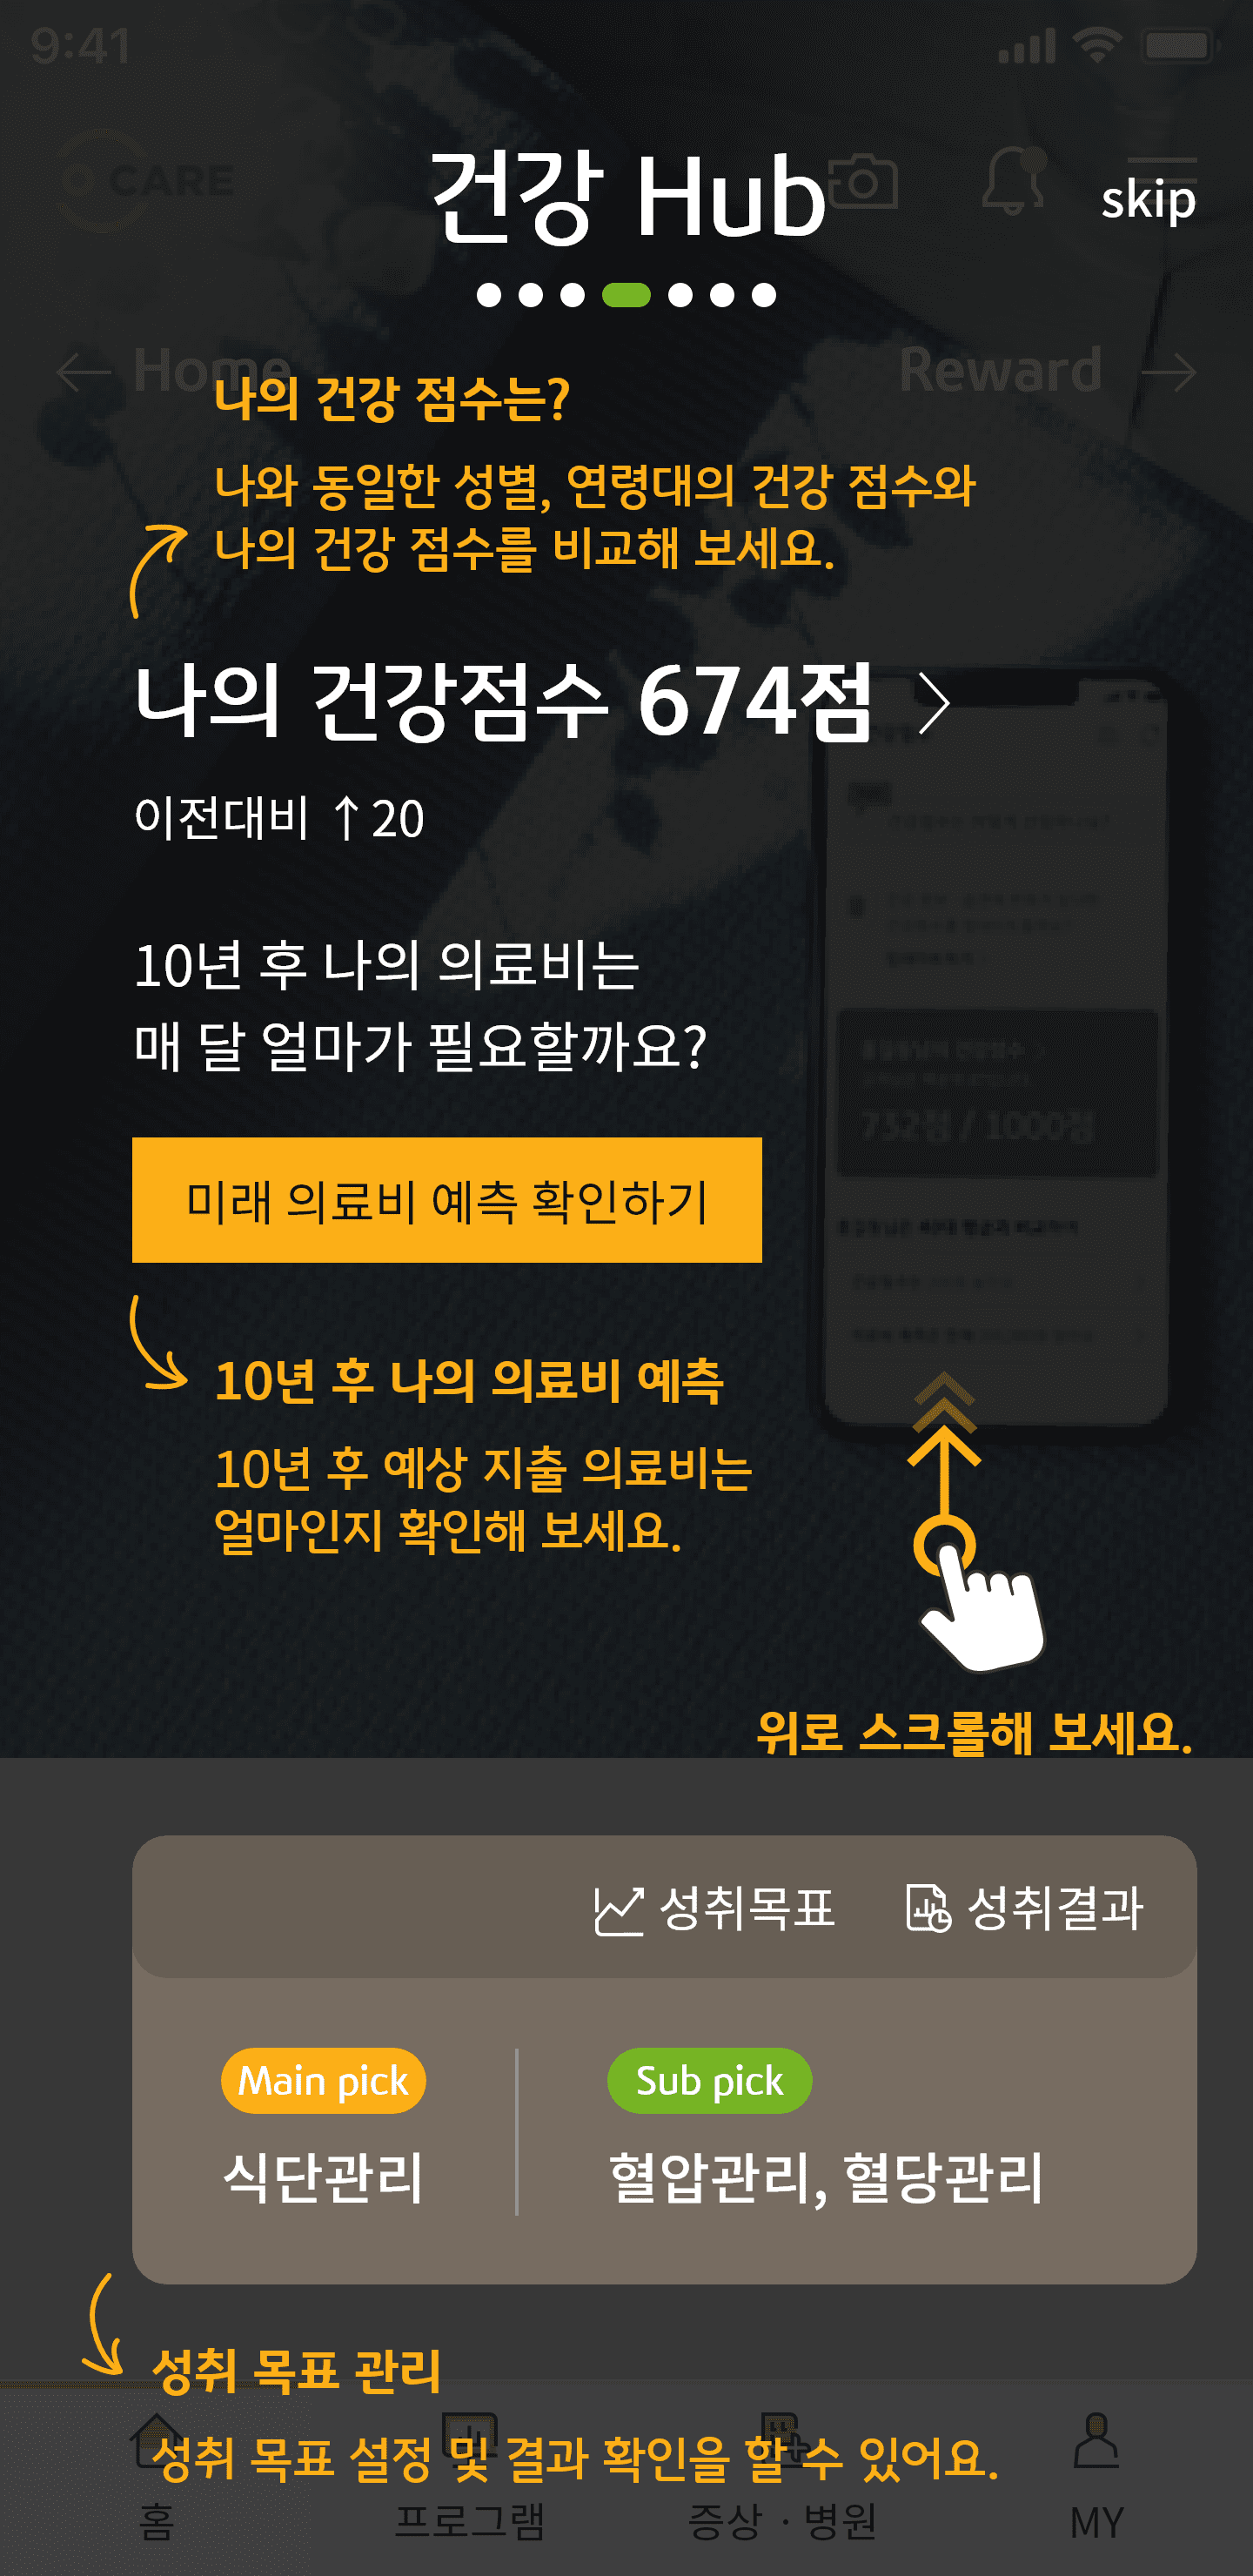 9:41
CARE
건강 Hub
skip
Home
Reward
나의 건강 점수는?
나와 동일한 성별, 연령대의 건강 점수와
나의 건강 점수를 비교해 보세요.
나의 건강점수 674점
이전대비 ↑20
10년 후 나의 의료비는
매 달 얼마가 필요할까요?
732점 / 1000점
미래 의료비 예측 확인하기
10년 후 나의 의료비 예측
10년 후 예상 지출 의료비는
얼마인지 확인해 보세요.
위로 스크롤해 보세요.
성취목표
성취결과
Main pick
Sub pick
식단관리
혈압관리, 혈당관리
성취 목표 관리
성취 목표 설정 및 결과 확인을 할 수 있어요.
홈
프로그램
증상 · 병원
MY